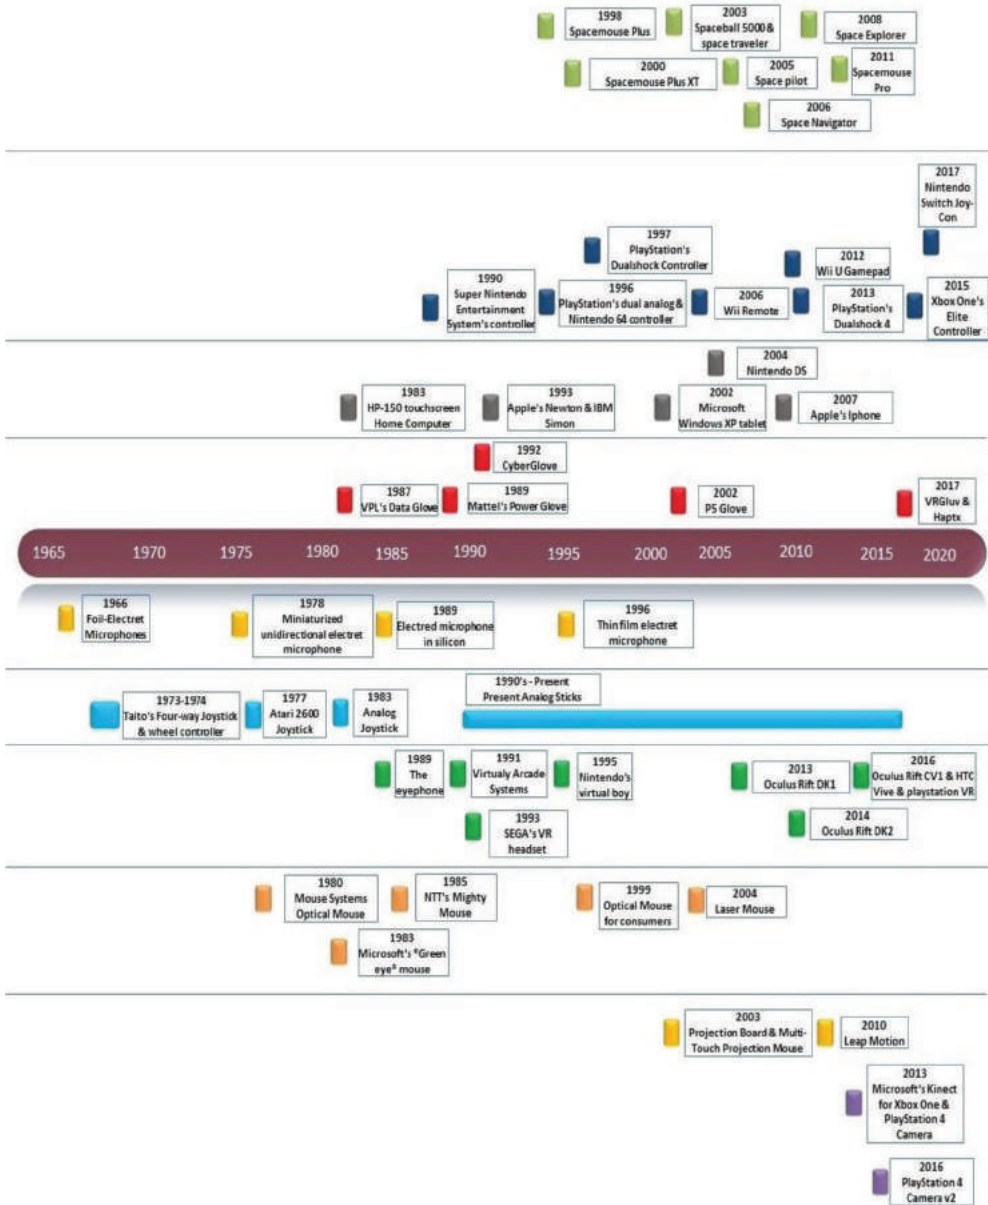 1998
Spacemouse Plus
2003
Spaceball 5000 &
space traveler
2008
Space Explorer
2000
Spacemouse Plus XT
2005
Space pilot
2011
Spacemouse
Pro
2006
Space Navigator
2017
Nintendo
Switch Joy-
Con
1997
PlayStation's
Dualshock Controller
2012
Wii U Gamepad
1990
Super Nintendo
Entertainment
System's controller
1996
PlayStation's dual analog &
Nintendo 64 controller
2006
Wii Remote
2013
PlayStation's
Dualshock 4
2015
Xbox One's
Elite
Controller
2004
Nintendo DS
1983
HP-150 touchscreen
Home Computer
1993
Apple's Newton & IBM
Simon
2002
Microsoft
Windows XP tablet
2007
Apple's Iphone
1992
CyberGlove
1987
VPL's Data Glove
1989
Mattel's Power Glove
2002
P5 Glove
2017
VRGluv &
Haptx
1965 1970 1975 1980 1985 1990 1995 2000 2005 2010 2015 2020
1966
Foil-Electret
Microphones
1978
Miniaturized
unidirectional electret
microphone
1989
Electred microphone
in silicon
1996
Thin film electret
microphone
1973-1974
Taito's Four-way Joystick
& wheel controller
1977
Atari 2600
Joystick
1983
Analog
Joystick
1990's - Present
Present Analog Sticks
1989
The
eyephone
1991
Virtualy Arcade
Systems
1995
Nintendo's
virtual boy
2013
Oculus Rift DK1
2016
Oculus Rift CV1 & HTC
Vive & playstation VR
1993
SEGA's VR
headset
2014
Oculus Rift DK2
1980
Mouse Systems
Optical Mouse
1985
NTT's Mighty
Mouse
1999
Optical Mouse
for consumers
2004
Laser Mouse
1983
Microsoft's "Green
eye" mouse
2003
Projection Board & Multi-
Touch Projection Mouse
2010
Leap Motion
2013
Microsoft's Kinect
for Xbox One &
PlayStation 4
Camera
2016
PlayStation 4
Camera v2